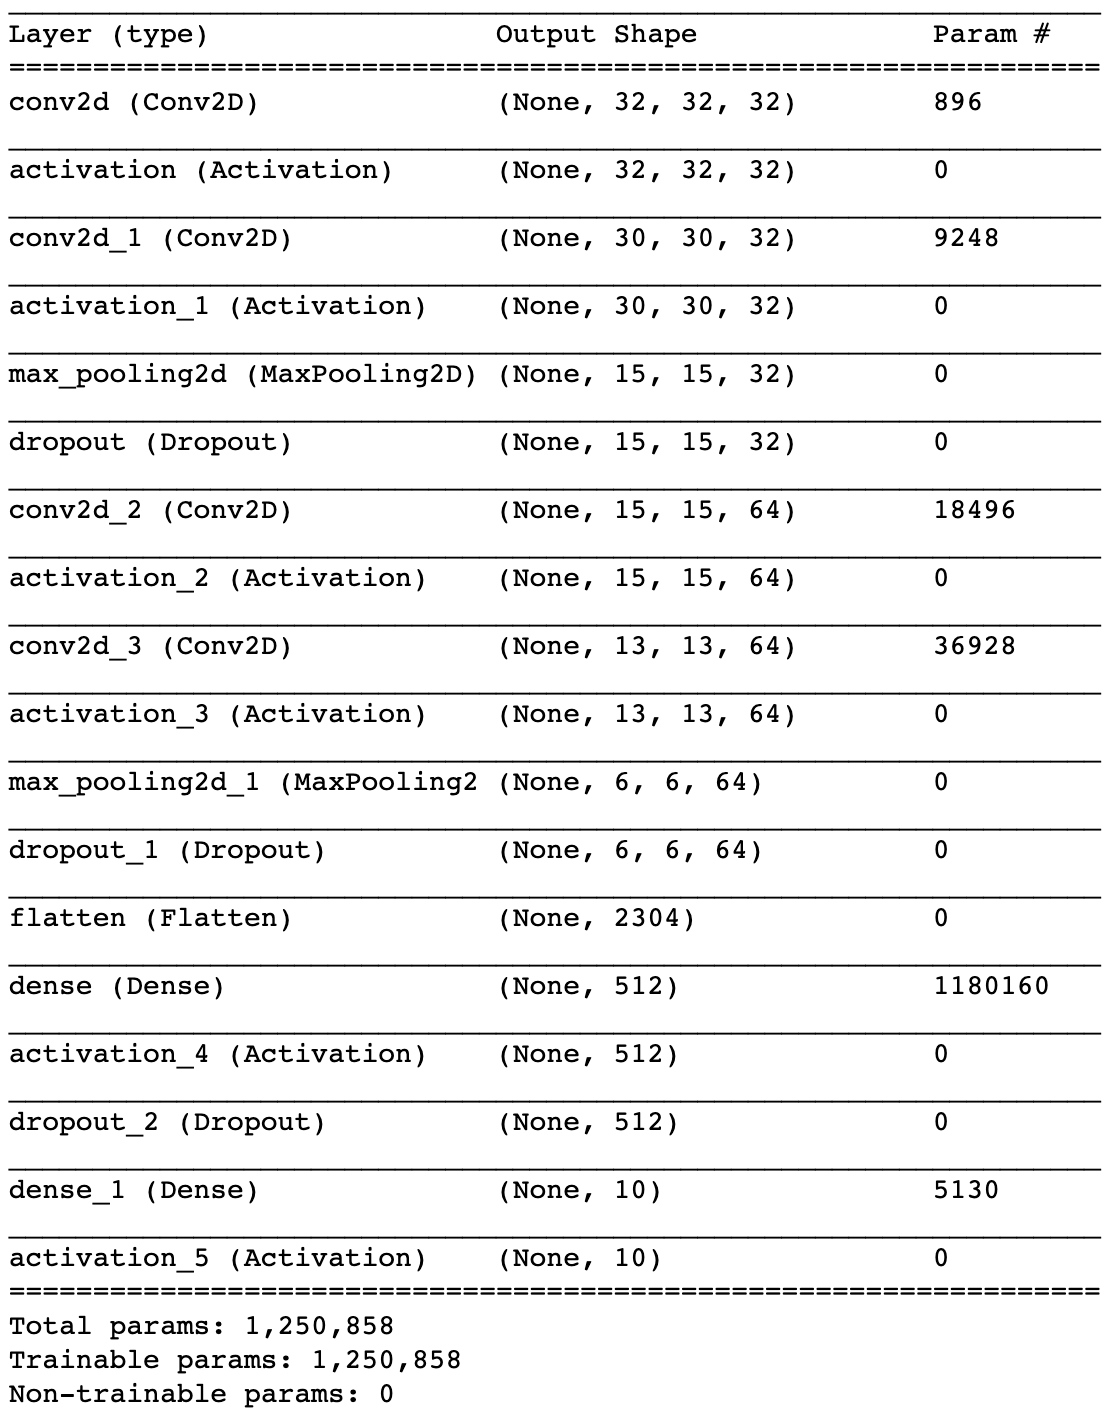 Layer (type) Output Shape Param #
conv2d (Conv2D) (None, 32, 32, 32) 896
activation (Activation) (None, 32, 32, 32) 0
conv2d_1 (Conv2D) (None, 30, 30, 32) 9248
activation_1 (Activation) (None, 30, 30, 32) 0
max_pooling2d (MaxPooling2D) (None, 15, 15, 32) 0
dropout (Dropout) (None, 15, 15, 32) 0
conv2d_2 (Conv2D) (None, 15, 15, 64) 18496
activation_2 (Activation) (None, 15, 15, 64) 0
conv2d_3 (Conv2D) (None, 13, 13, 64) 36928
activation_3 (Activation) (None, 13, 13, 64) 0
max_pooling2d_1 (MaxPooling2 (None, 6, 6, 64) 0
dropout_1 (Dropout) (None, 6, 6, 64) 0
flatten (Flatten) (None, 2304) 0
dense (Dense) (None, 512) 1180160
activation_4 (Activation) (None, 512) 0
dropout_2 (Dropout) (None, 512) 0
dense_1 (Dense) (None, 10) 5130
activation_5 (Activation) (None, 10) 0
Total params: 1,250,858
Trainable params: 1,250,858
Non-trainable params: 0